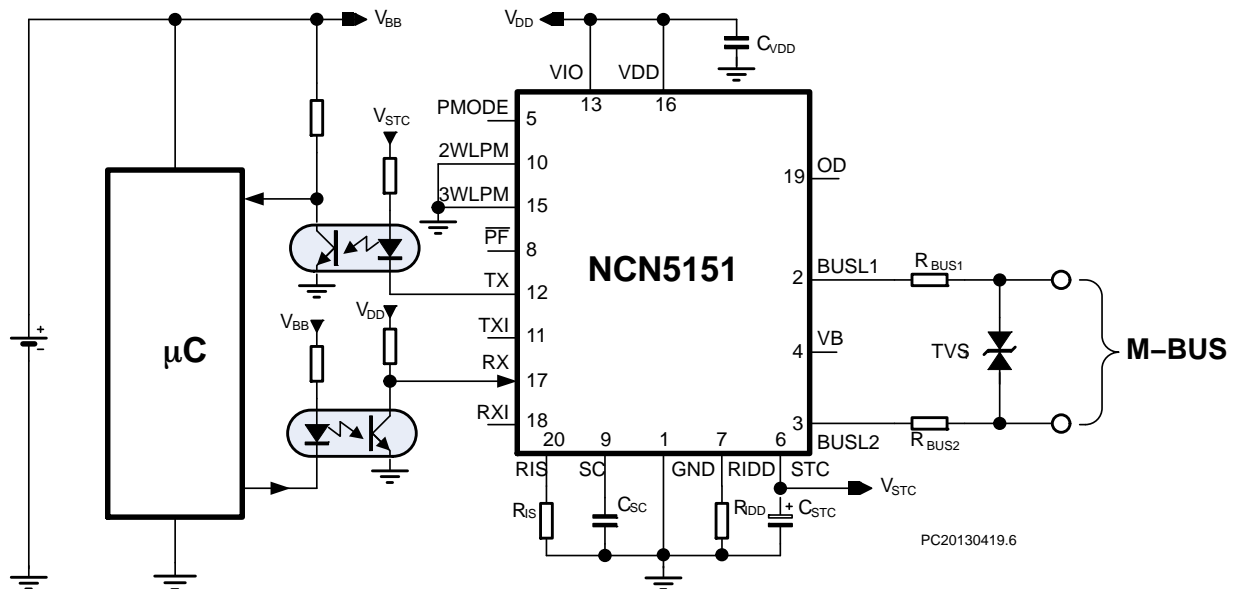 VBB
VDD
CVDD
VIO
VDD
13
16
PMODE
5
VSTC
2WLPM
10
3WLPM
15
OD
19
PF
8
NCN5151
2
BUSL1
RBUS1
TX
12
VBB
VDD
TXI
11
+
−
μC
VB
4
TVS
M−BUS
RX
17
RXI
18
3
BUSL2
RBUS2
20
9
1
7
6
RIS
SC
GND
RIDD
STC
VSTC
RIS
CSC
RIDD
+
CSTC
PC20130419.6